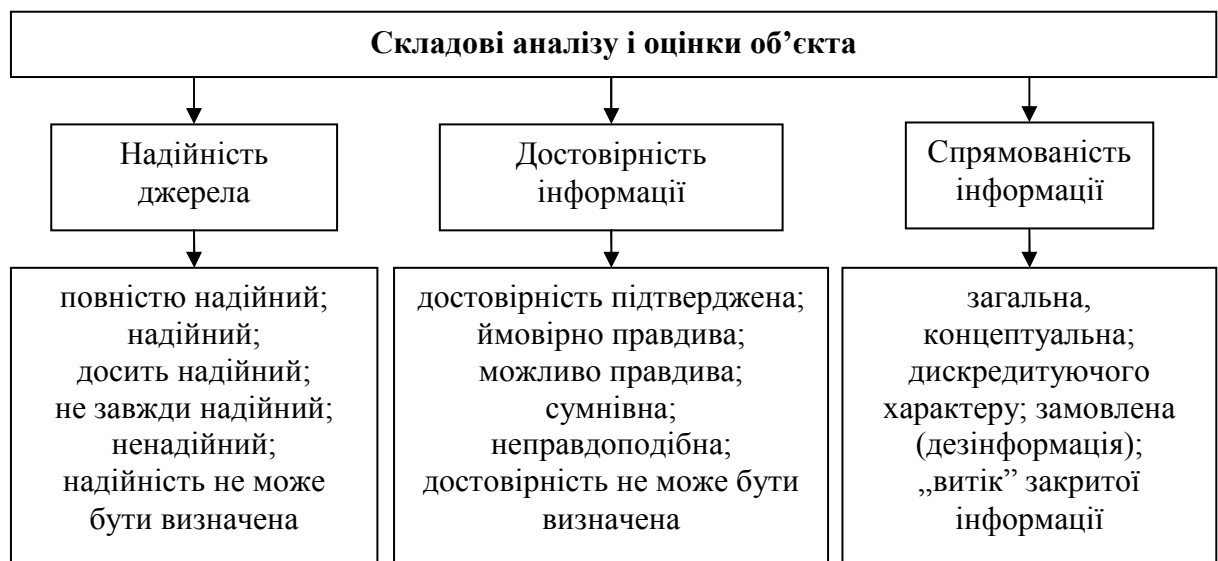 Складові аналізу і оцінки об’єкта
Надійність
джерела
Достовірність
інформації
Спрямованість
інформації
повністю надійний;
надійний;
досить надійний;
не завжди надійний;
ненадійний;
надійність не може
бути визначена
достовірність підтверджена;
ймовірно правдива;
можливо правдива;
сумнівна;
неправдоподібна;
достовірність не може бути
визначена
загальна,
концептуальна;
дискредитуючого
характеру; замовлена
(дезінформація);
„витік” закритої
інформації